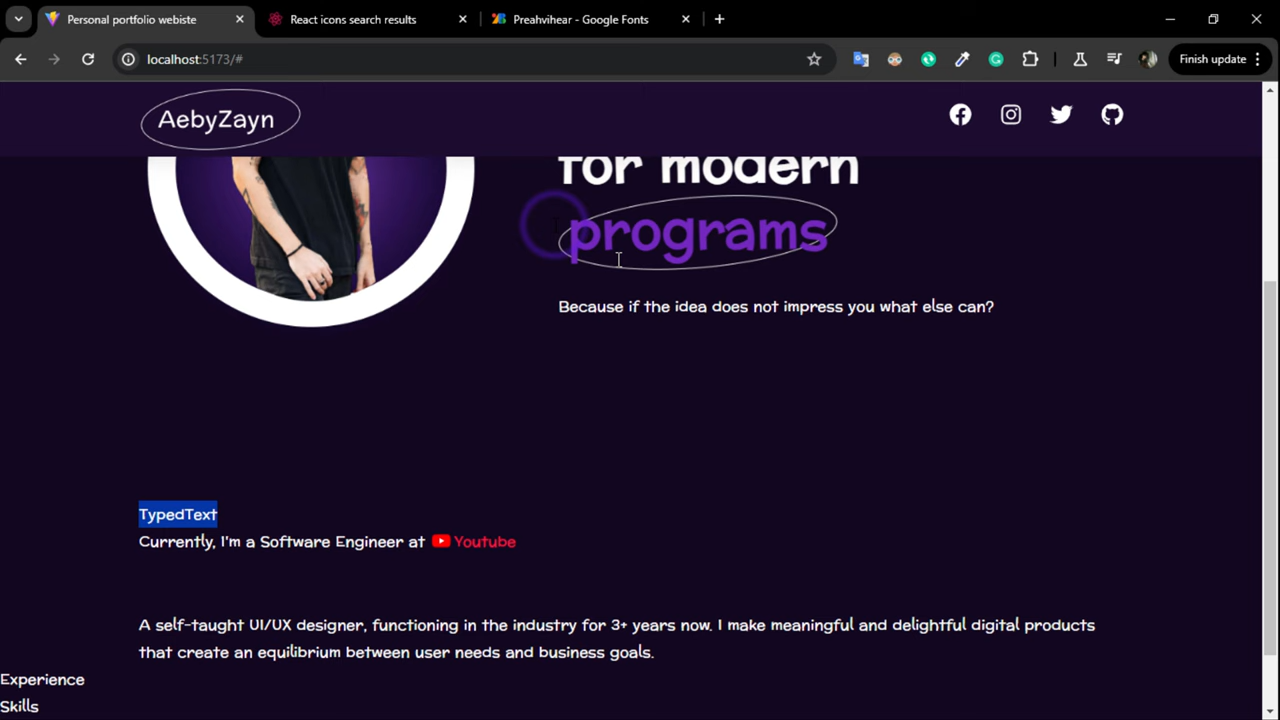 Personal portfolio webiste
React icons search results
Preahvihear - Google Fonts
localhost:5173/#
Finish update
AebyZayn
for modern
programs
Because if the idea does not impress you what else can?
TypedText
Currently, I'm a Software Engineer at Youtube
A self-taught UI/UX designer, functioning in the industry for 3+ years now. I make meaningful and delightful digital products
that create an equilibrium between user needs and business goals.
Experience
Skills